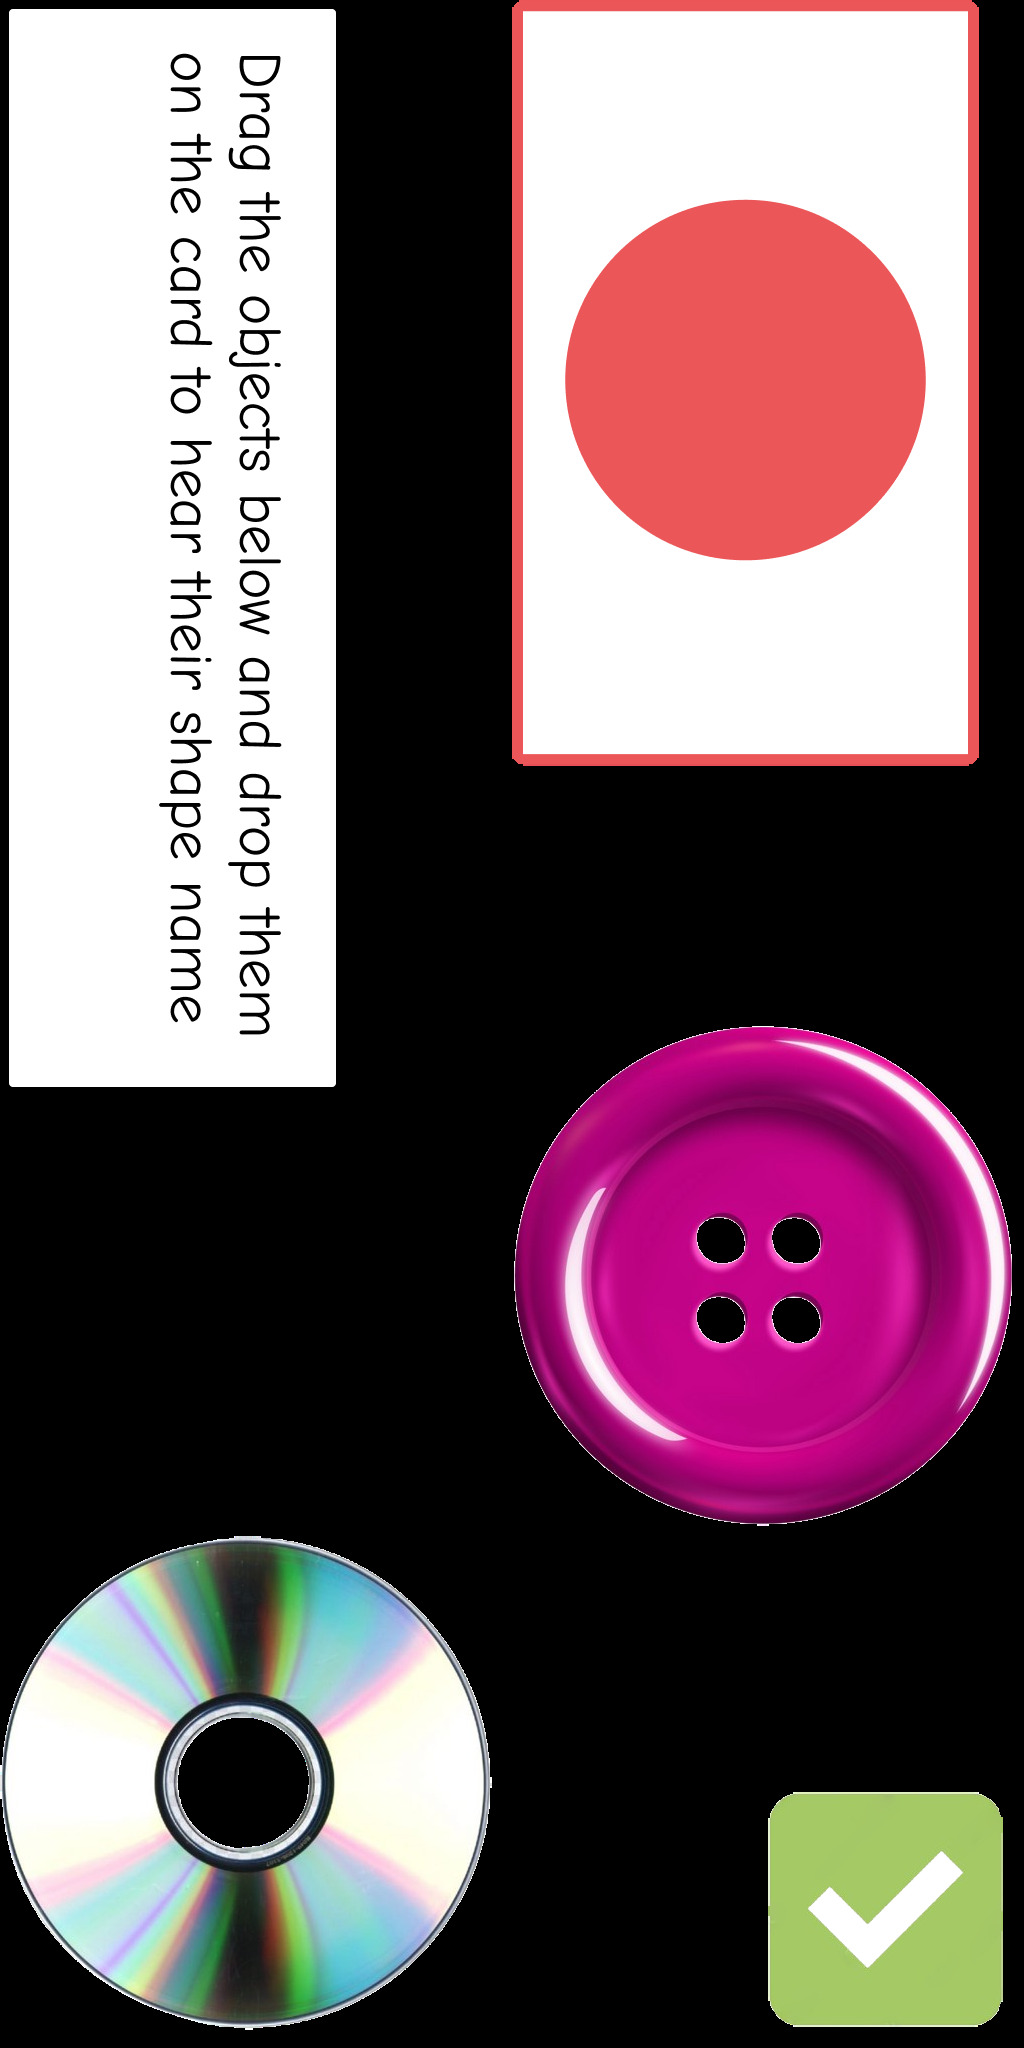 Drag the objects below and drop them
on the card to hear their shape name